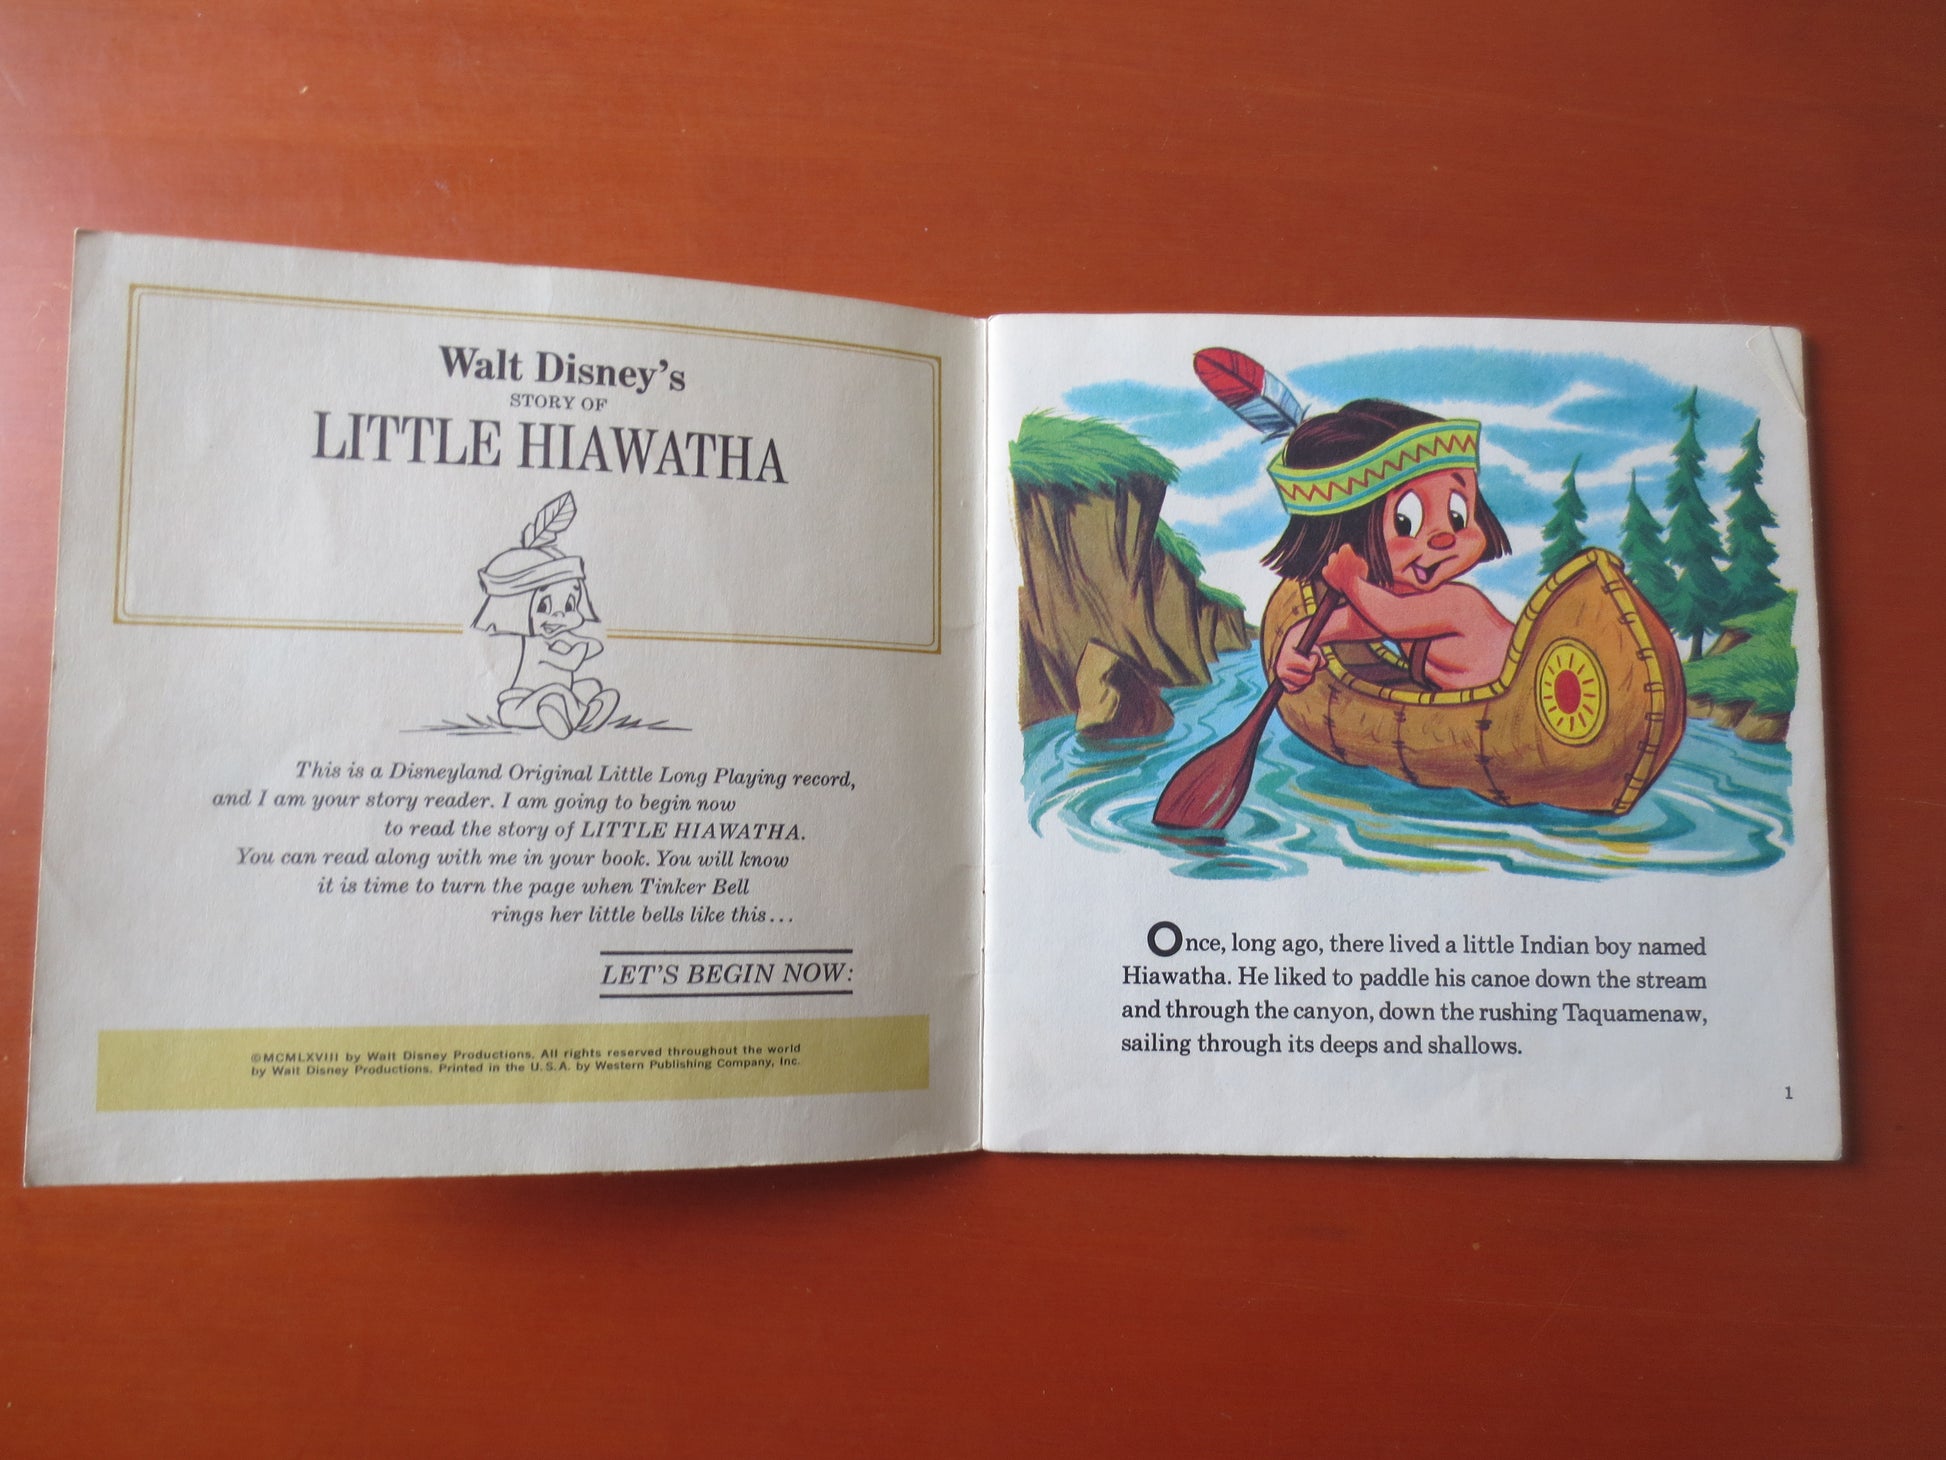 Walt Disney's
STORY OF
LITTLE HIAWATHA
This is a Disneyland Original Little Long Playing record,
and I am your story reader. I am going to begin now
to read the story of LITTLE HIAWATHA.
You can read along with me in your book. You will know
it is time to turn the page when Tinker Bell
rings her little bells like this...
LET'S BEGIN NOW:
©MCMLXVIII by Walt Disney Productions. All rights reserved throughout the world
by Walt Disney Productions. Printed in the U.S.A. by Western Publishing Company, Inc.
Once, long ago, there lived a little Indian boy named
Hiawatha. He liked to paddle his canoe down the stream
and through the canyon, down the rushing Taquamenaw,
sailing through its deeps and shallows.
1